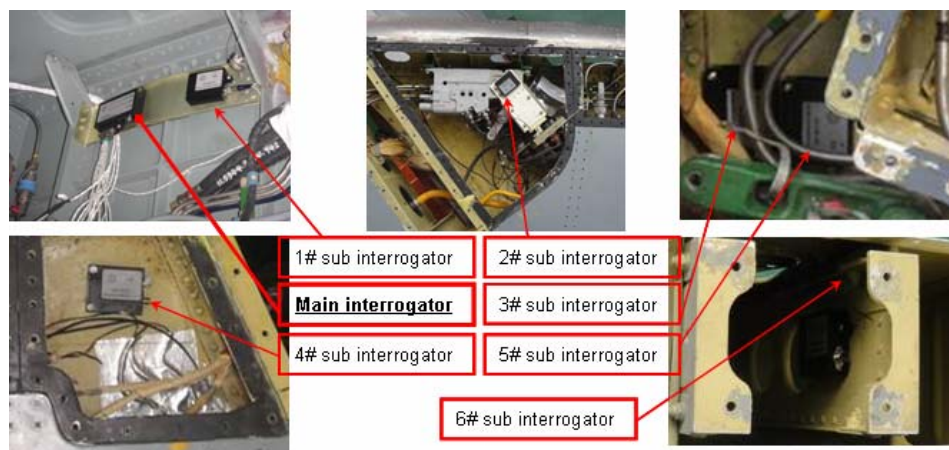 1# sub interrogator
2# sub interrogator
Main interrogator
3# sub interrogator
4# sub interrogator
5# sub interrogator
6# sub interrogator